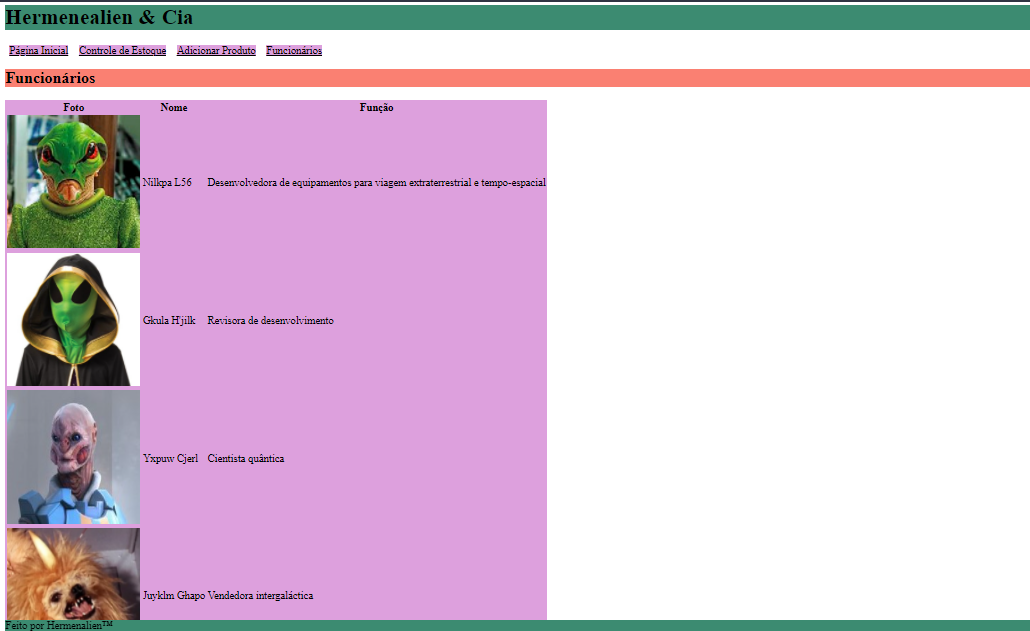 Hermenealien & Cia
Página Inicial Controle de Estoque Adicionar Produto Funcionários
Funcionários
Foto Nome Função
Nilkpa L56 Desenvolvedora de equipamentos para viagem extraterrestrial e tempo-espacial
Gkula H'jilk Revisora de desenvolvimento
Yxpuw Cjerl Cientista quântica
Juyklm Ghapo Vendedora intergaláctica
Feito por Hermenalien™